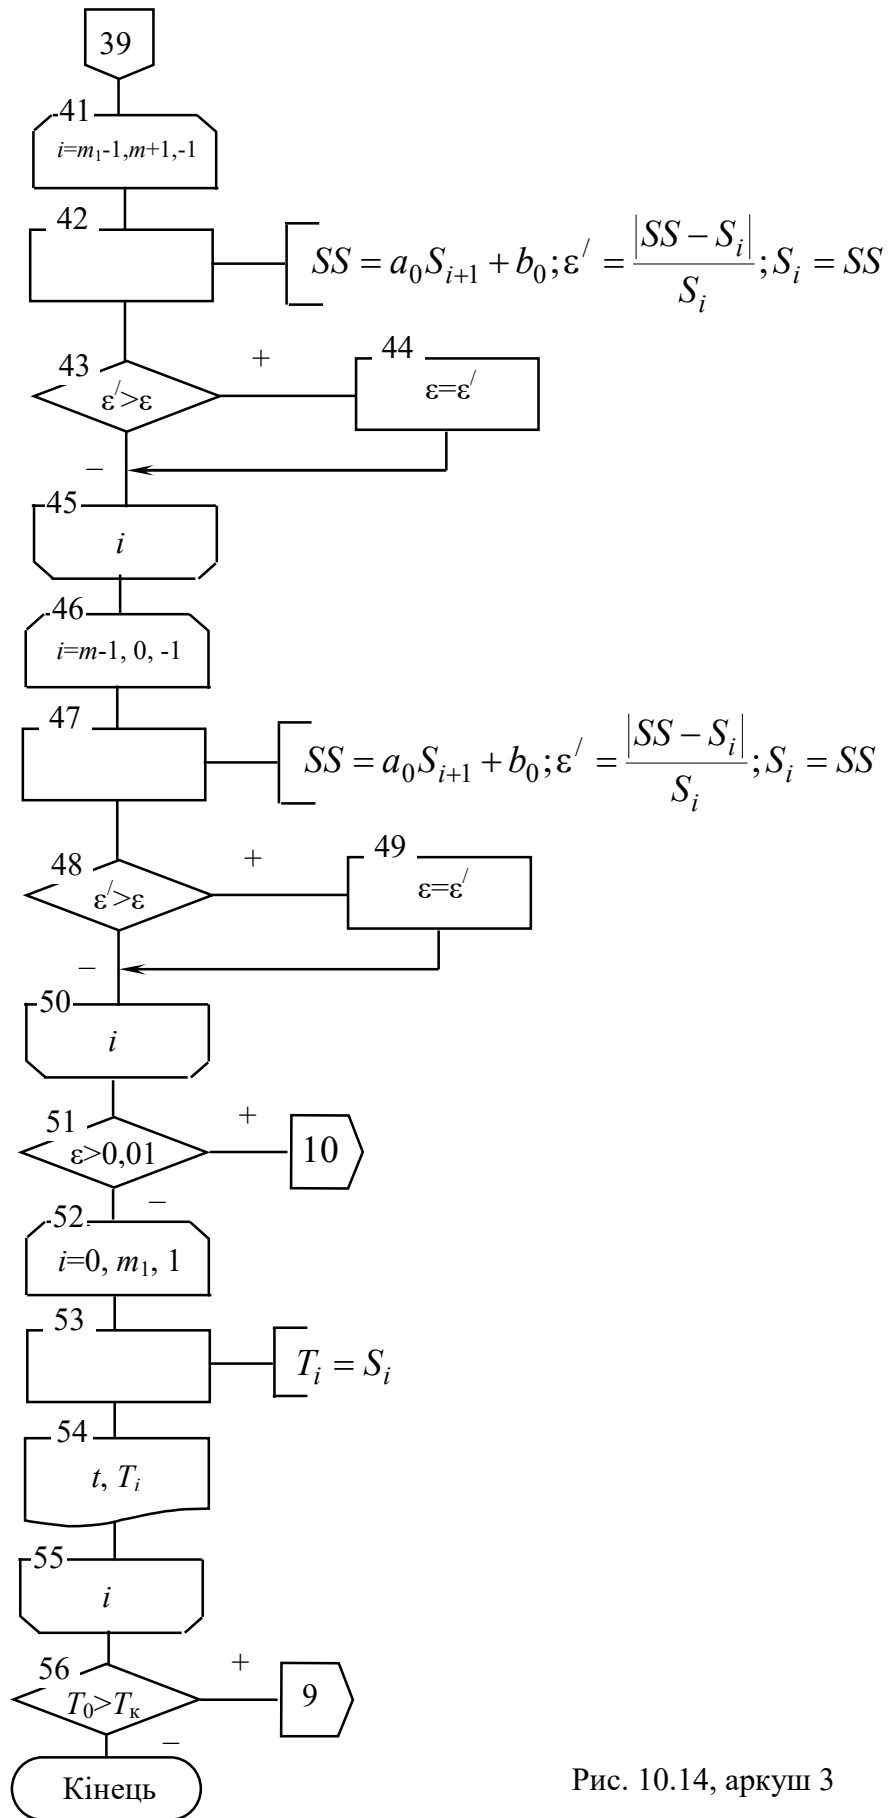 39
41
i=m₁-1,m+1,-1
42
SS = a₀Sᵢ₊₁ + b₀; ε′ = |SS − Sᵢ| / Sᵢ; Sᵢ = SS
43
+
44
ε′>ε
ε=ε′
−
45
i
46
i=m-1, 0, -1
47
SS = a₀Sᵢ₊₁ + b₀; ε′ = |SS − Sᵢ| / Sᵢ; Sᵢ = SS
48
+
49
ε′>ε
ε=ε′
−
50
i
51
+
ε>0,01
10
−
52
i=0, m₁, 1
53
Tᵢ = Sᵢ
54
t, Tᵢ
55
i
56
+
T₀>Tк
9
−
Кінець
Рис. 10.14, аркуш 3